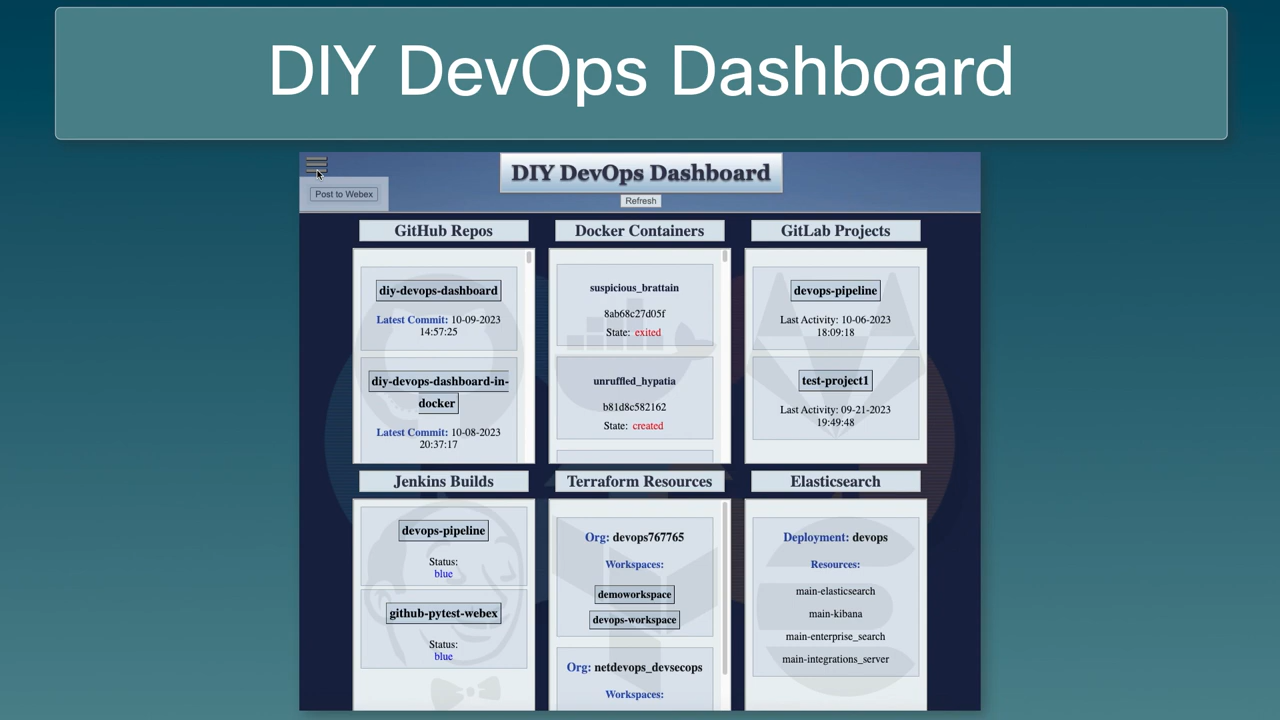 DIY DevOps Dashboard
DIY DevOps Dashboard
Post to Webex
Refresh
GitHub Repos
diy-devops-dashboard
Latest Commit: 10-09-2023
14:57:25
diy-devops-dashboard-in-
docker
Latest Commit: 10-08-2023
20:37:17
Docker Containers
suspicious_brattain
8ab68c27d05f
State: exited
unruffled_hypatia
b81d8c582162
State: created
GitLab Projects
devops-pipeline
Last Activity: 10-06-2023
18:09:18
test-project1
Last Activity: 09-21-2023
19:49:48
Jenkins Builds
devops-pipeline
Status:
blue
github-pytest-webex
Status:
blue
Terraform Resources
Org: devops767765
Workspaces:
demoworkspace
devops-workspace
Org: netdevops_devsecops
Workspaces:
Elasticsearch
Deployment: devops
Resources:
main-elasticsearch
main-kibana
main-enterprise_search
main-integrations_server